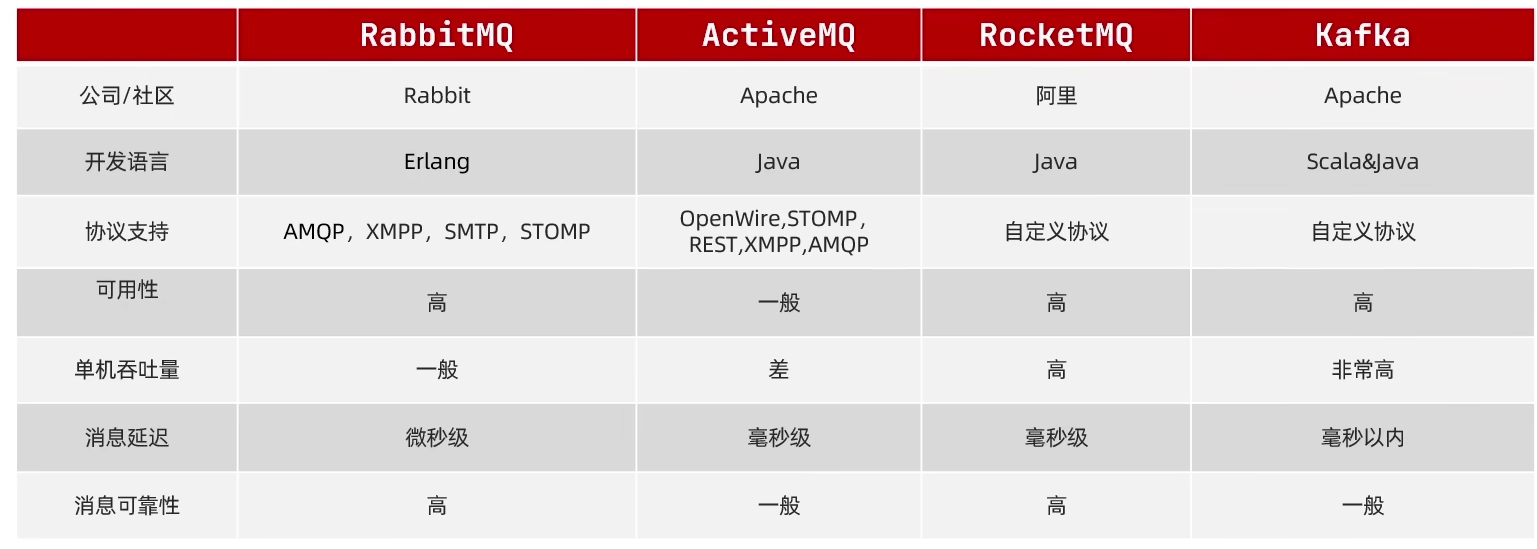 RabbitMQ ActiveMQ RocketMQ Kafka
公司/社区 Rabbit Apache 阿里 Apache
开发语言 Erlang Java Java Scala&Java
协议支持 AMQP，XMPP，SMTP，STOMP OpenWire,STOMP, REST,XMPP,AMQP 自定义协议 自定义协议
可用性 高 一般 高 高
单机吞吐量 一般 差 高 非常高
消息延迟 微秒级 毫秒级 毫秒级 毫秒以内
消息可靠性 高 一般 高 一般